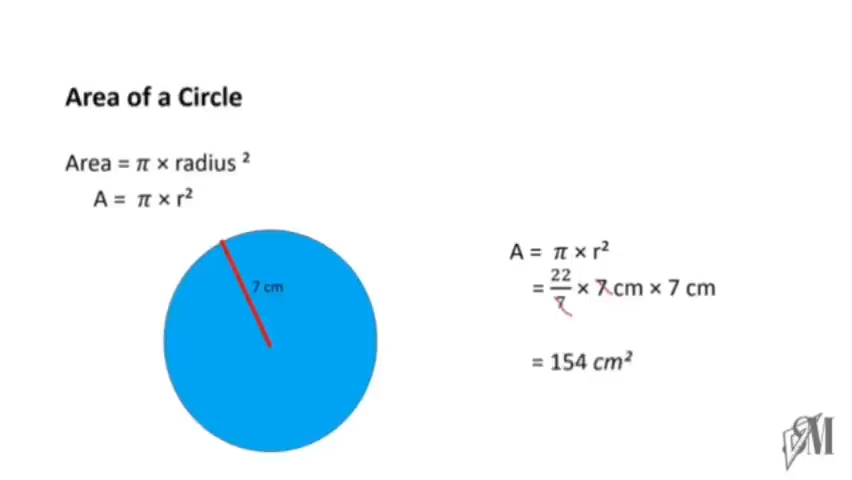 Area of a Circle
Area = π × radius ²
A = π × r²
7 cm
A = π × r²
= 22/7 × 7 cm × 7 cm
= 154 cm²
M